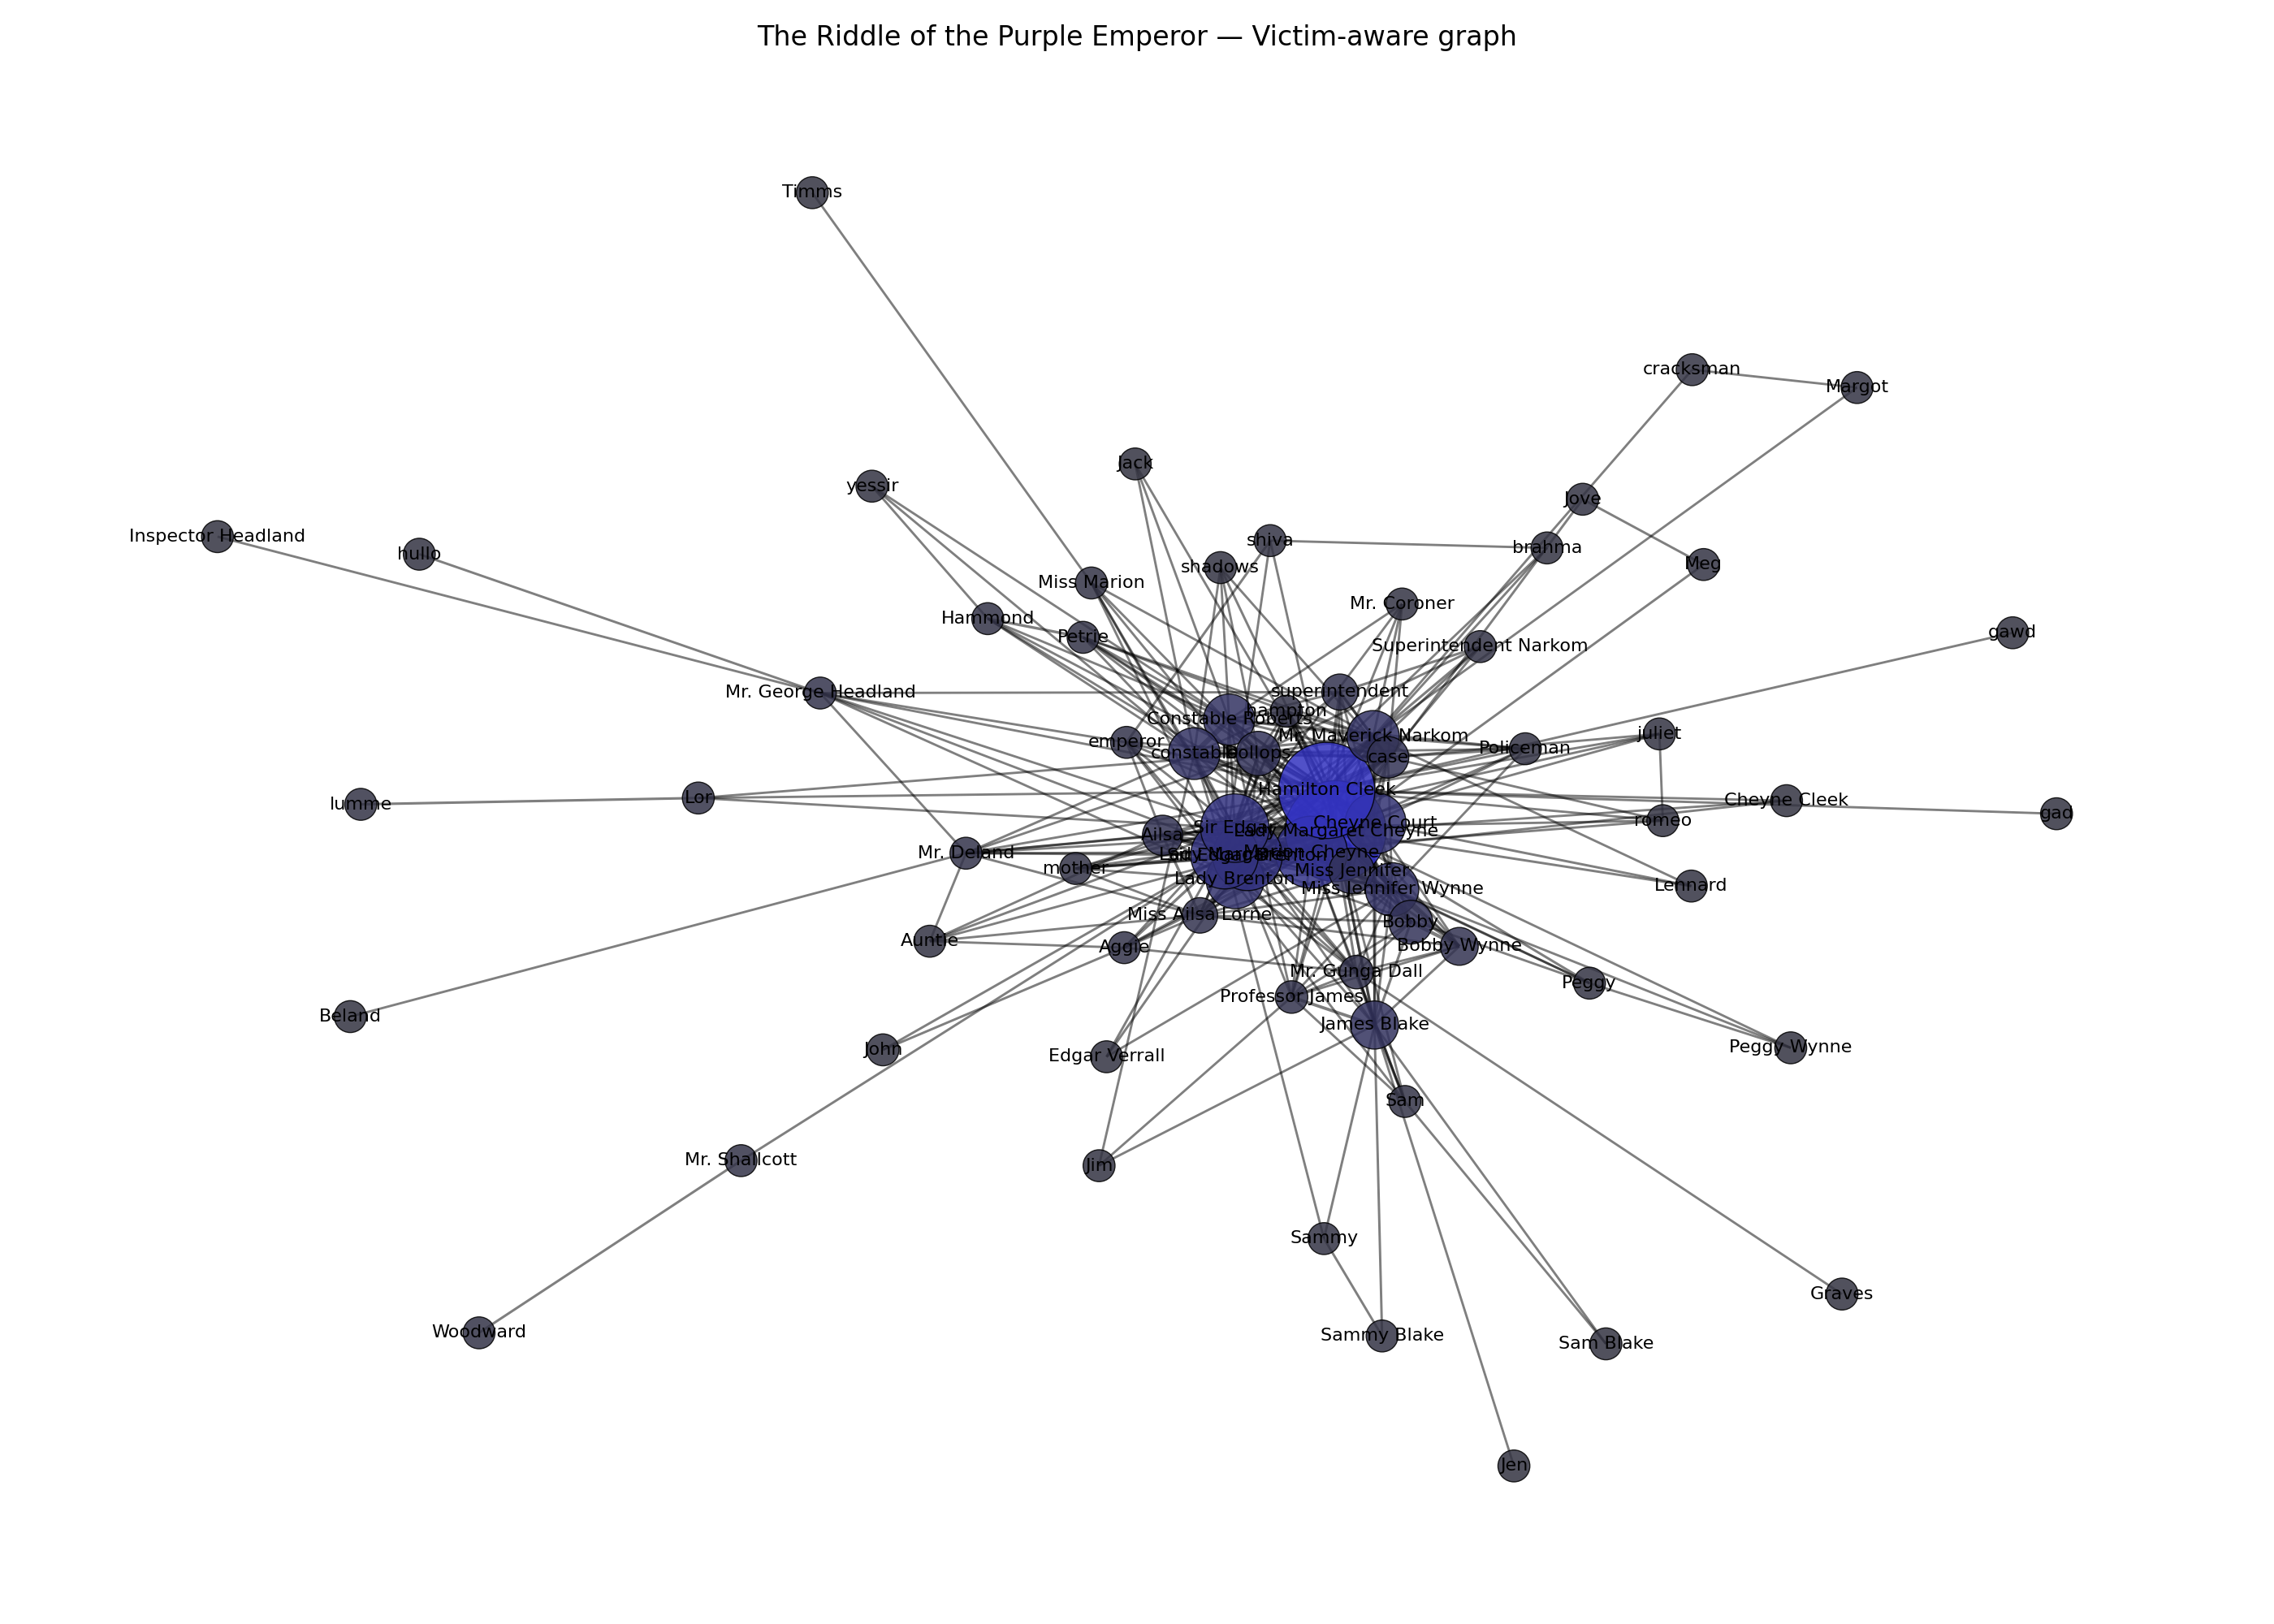 The Riddle of the Purple Emperor — Victim-aware graph
Timms
cracksman
Margot
Jack
yessir
Jove
Inspector Headland
hullo
shiva
brahma
shadows
Meg
Miss Marion
Mr. Coroner
Hammond
gawd
Petrie
Superintendent Narkom
Mr. George Headland
superintendent
hampton
Constable Roberts
juliet
Mr. Maverick Narkom
emperor
Policeman
constable
Dollops
case
Hamilton Cleek
lumme
Lor
Cheyne Cleek
gad
romeo
Cheyne Court
Sir Edgar
Lady Margaret Cheyne
Ailsa
Mr. Deland
Marion Cheyne
Sir Edgar Brenton
mother
Miss Jennifer
Lady Brenton
Miss Jennifer Wynne
Lennard
Miss Ailsa Lorne
Bobby
Auntie
Aggie
Bobby Wynne
Mr. Gunga Dall
Peggy
Professor James
Beland
James Blake
John
Edgar Verrall
Peggy Wynne
Sam
Mr. Shallcott
Jim
Sammy
Graves
Woodward
Sammy Blake
Sam Blake
Jen